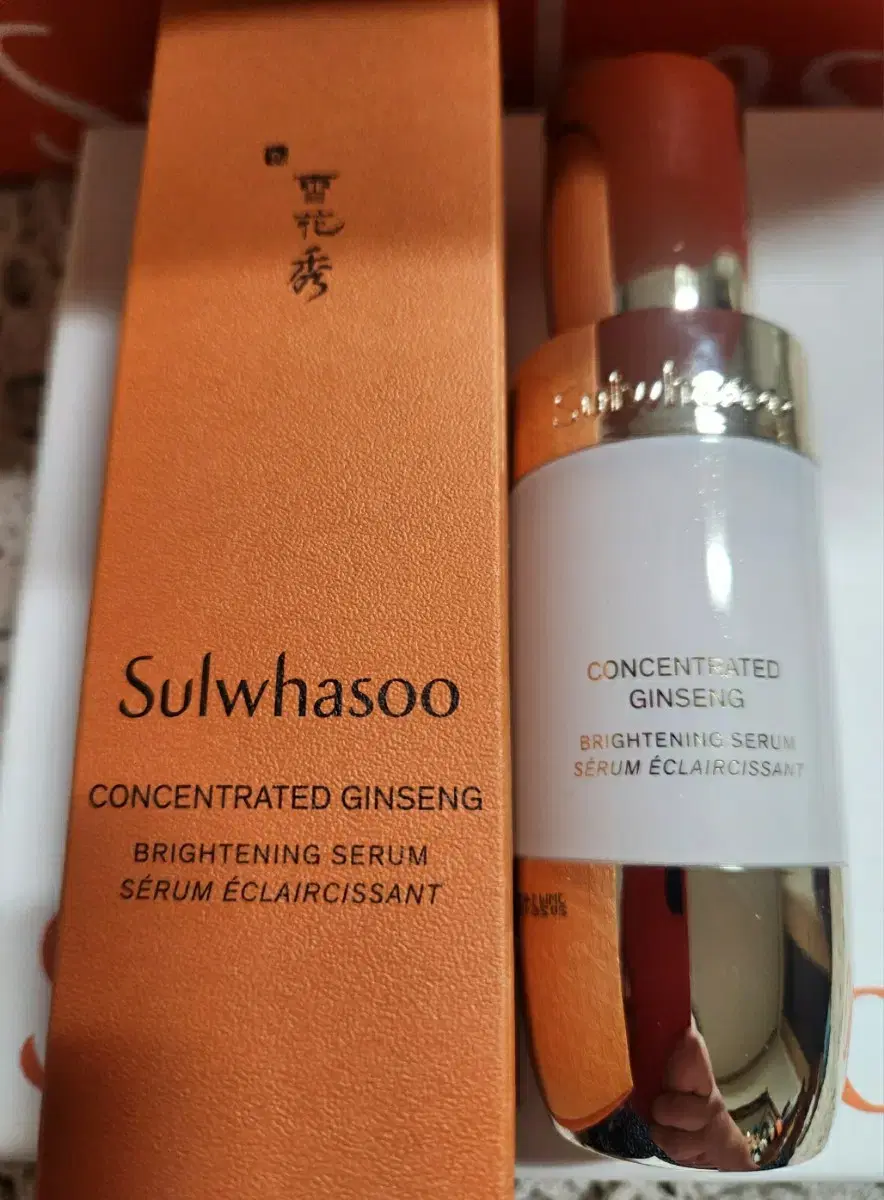 雪
花
秀
Sulwhasoo
CONCENTRATED GINSENG
BRIGHTENING SERUM
SÉRUM ÉCLAIRCISSANT
Sulwhasoo
CONCENTRATED
GINSENG
BRIGHTENING SERUM
SÉRUM ÉCLAIRCISSANT